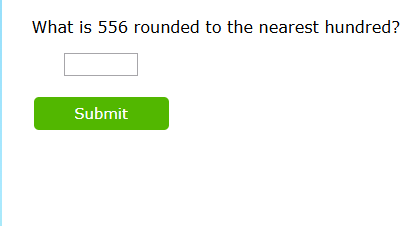 What is 556 rounded to the nearest hundred?
Submit